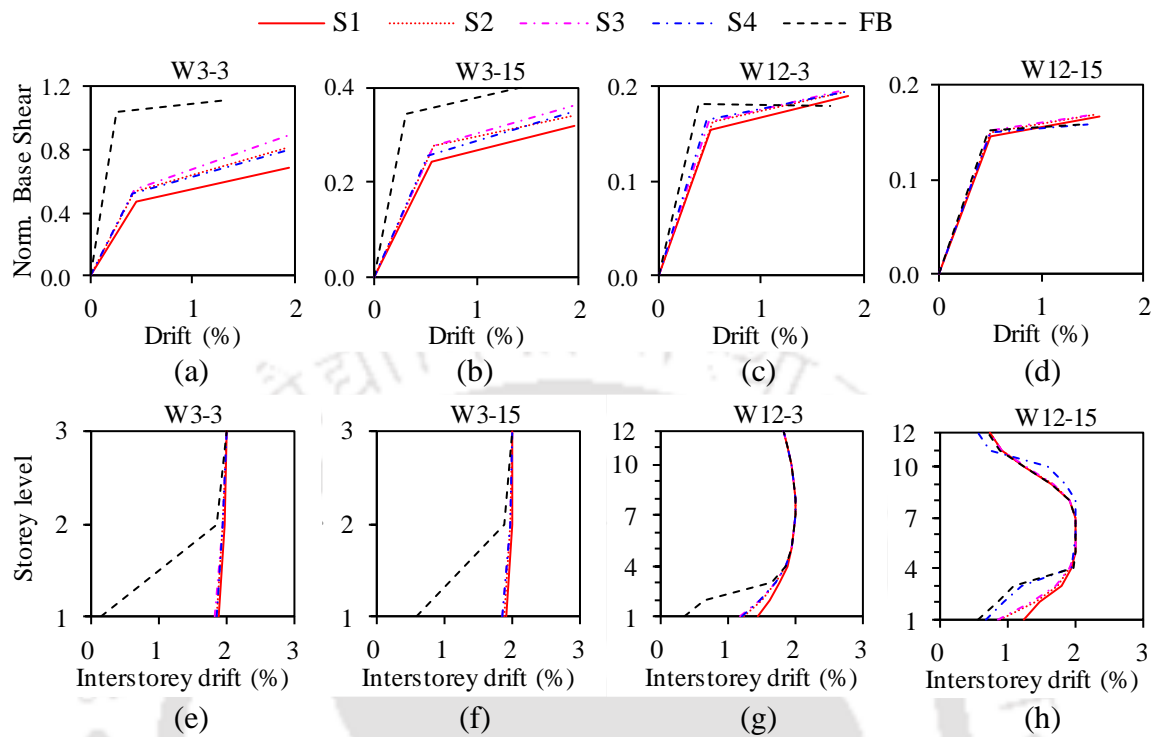 S1 S2 S3 S4 FB
W3-3 W3-15 W12-3 W12-15
Norm. Base Shear
1.2 0.4 0.2 0.2
0.8 0.2 0.1 0.1
0.4
0.0 0.0 0.0 0.0
0 1 2 0 1 2 0 1 2 0 1 2
Drift (%) Drift (%) Drift (%) Drift (%)
(a) (b) (c) (d)
W3-3 W3-15 W12-3 W12-15
Storey level
3 3 12 12
10 10
2 2 7 7
4 4
1 1 1 1
0 1 2 3 0 1 2 3 0 1 2 3 0 1 2 3
Interstorey drift (%) Interstorey drift (%) Interstorey drift (%) Interstorey drift (%)
(e) (f) (g) (h)